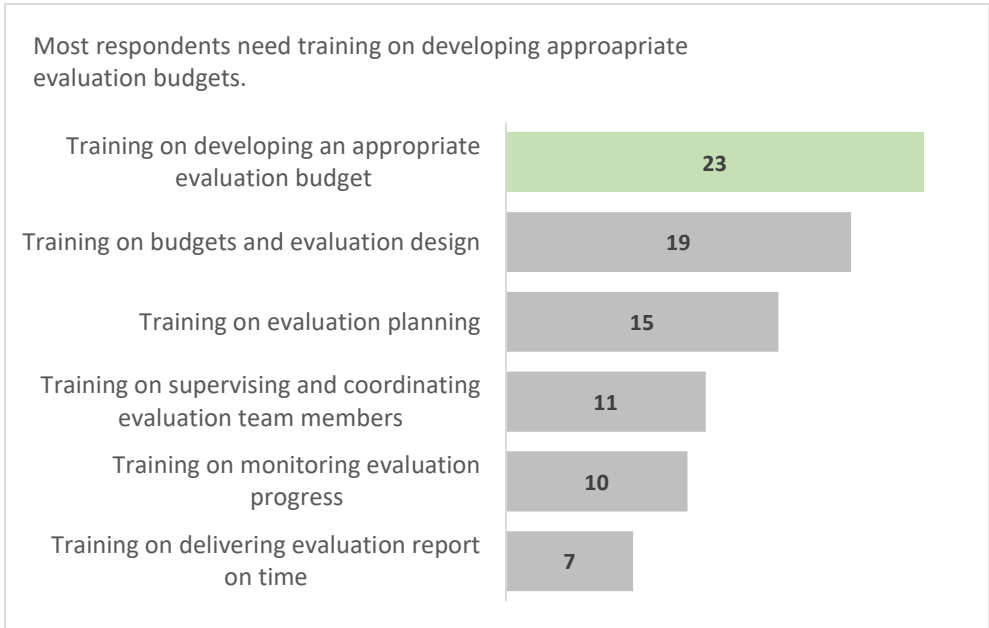 Most respondents need training on developing approapriate
evaluation budgets.
Training on developing an appropriate
evaluation budget
23
Training on budgets and evaluation design
19
Training on evaluation planning
15
Training on supervising and coordinating
evaluation team members
11
Training on monitoring evaluation
progress
10
Training on delivering evaluation report
on time
7